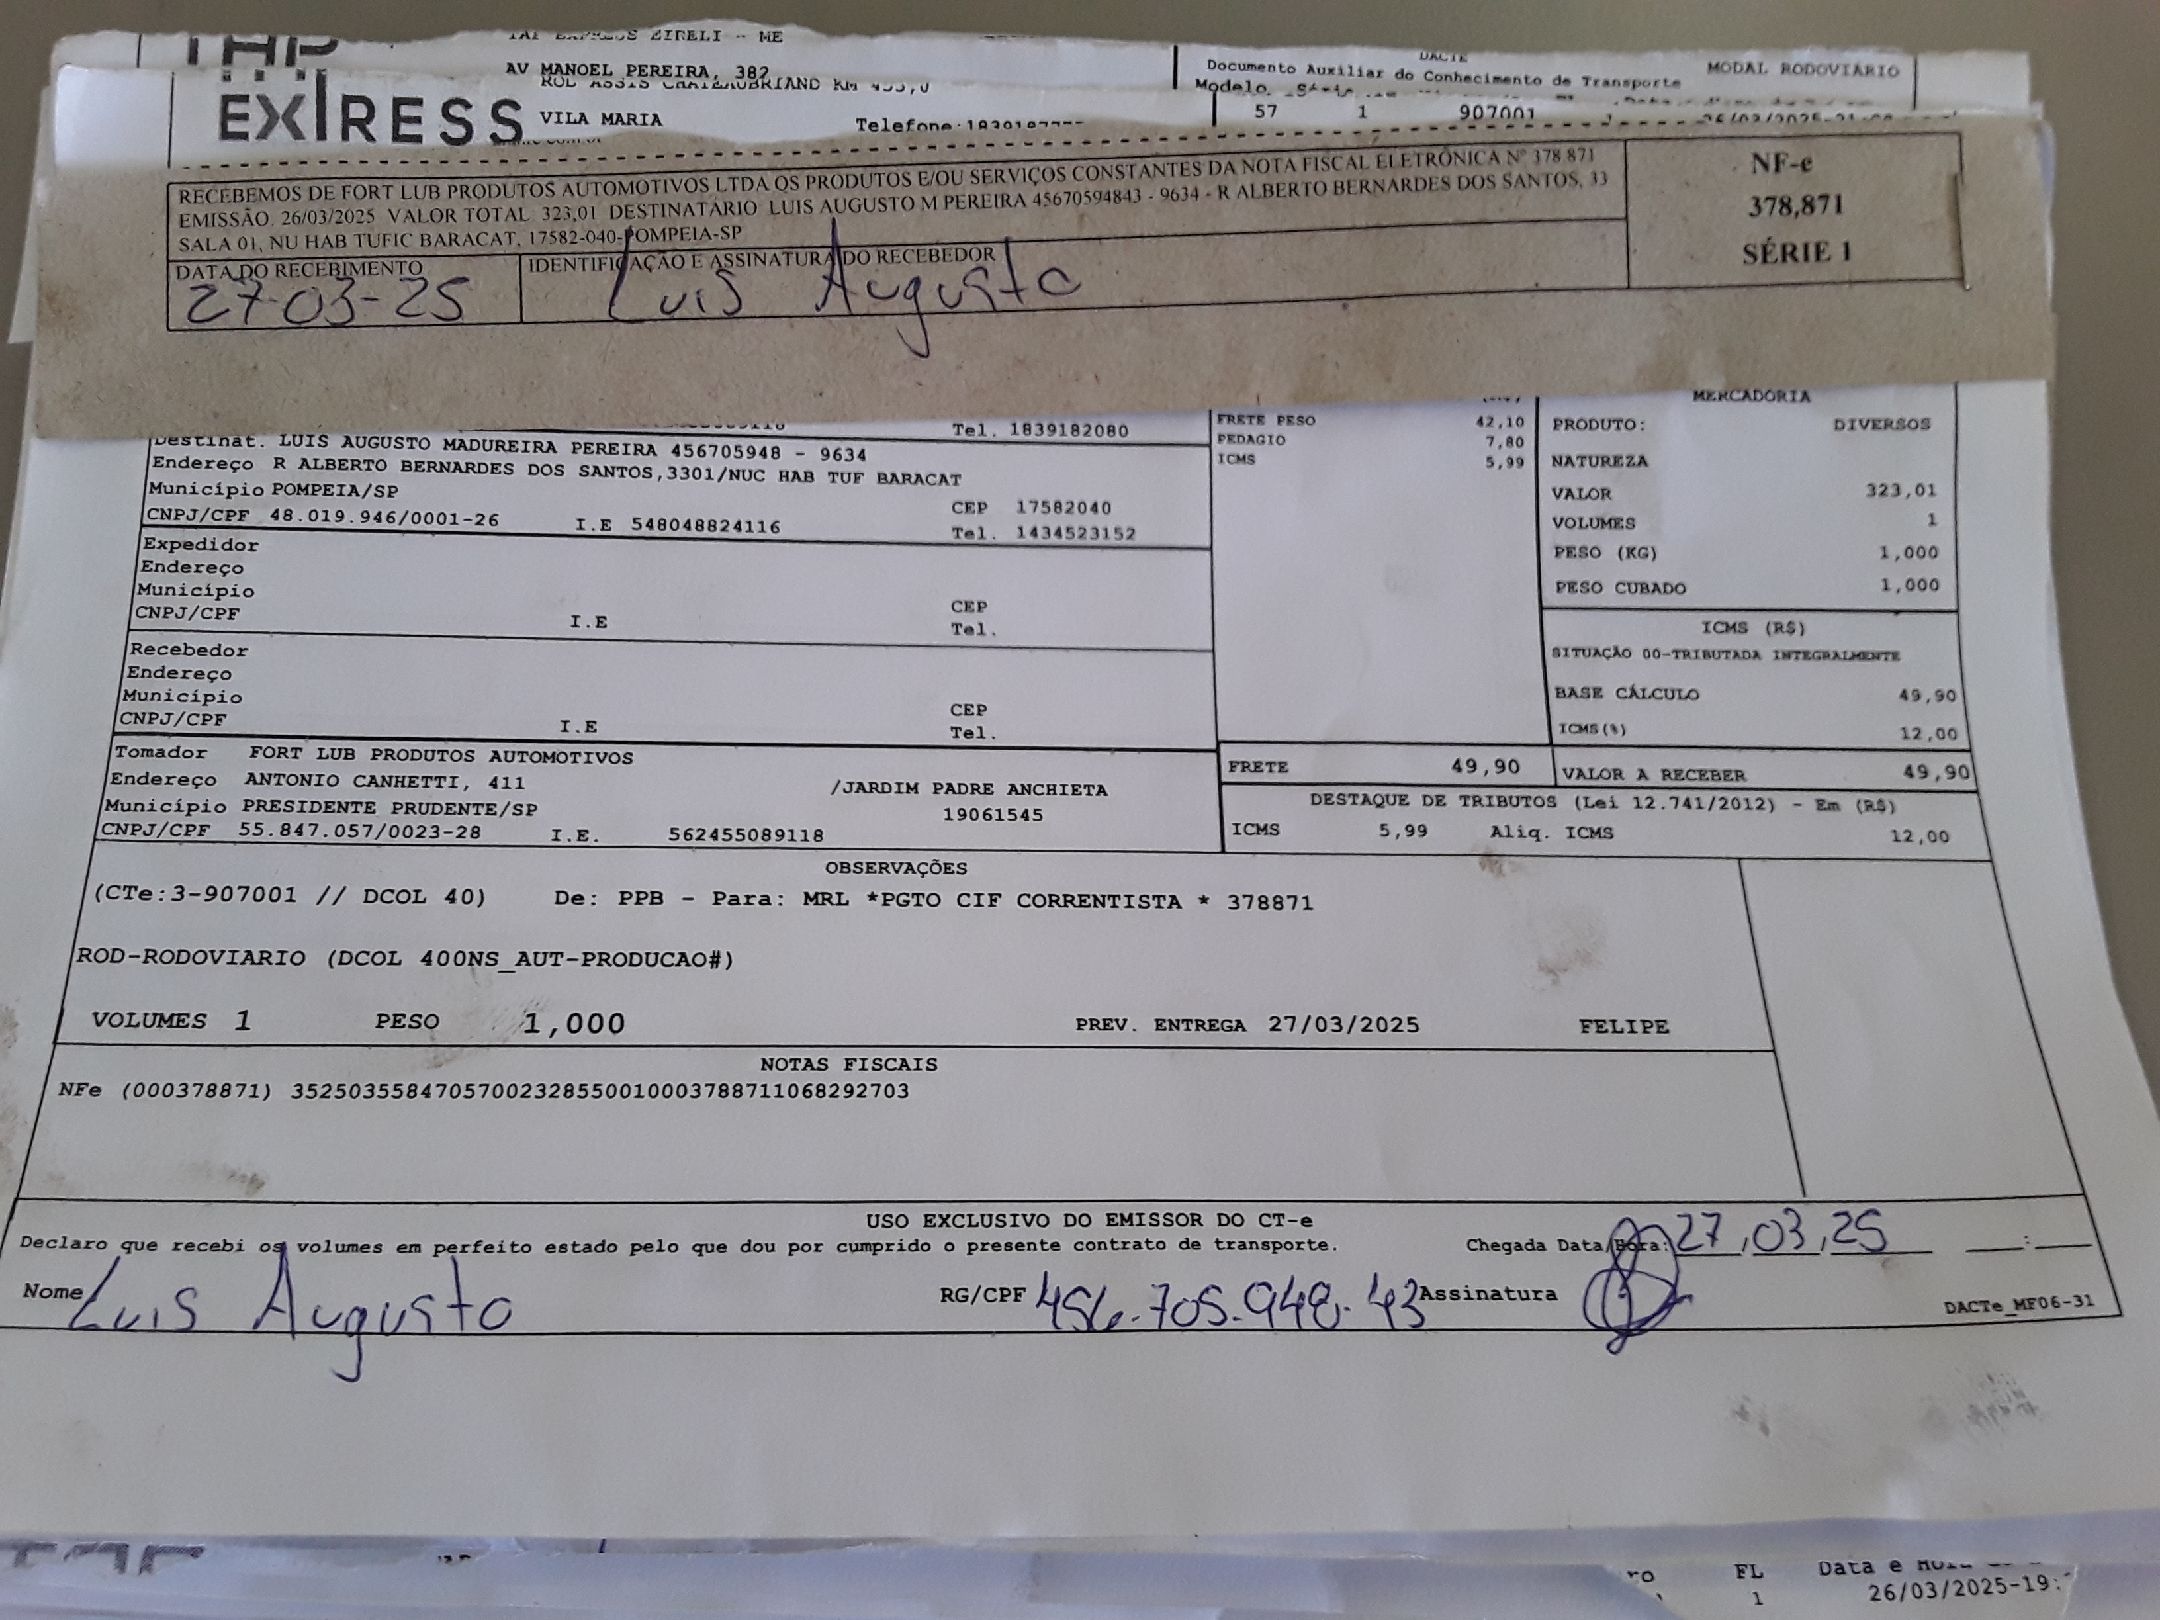 EXPRESS
AV MANOEL PEREIRA, 382
VILA MARIA
DACTE
Documento Auxiliar do Conhecimento de Transporte
MODAL RODOVIÁRIO
57 1 907001
RECEBEMOS DE FORT LUB PRODUTOS AUTOMOTIVOS LTDA OS PRODUTOS E/OU SERVIÇOS CONSTANTES DA NOTA FISCAL ELETRÔNICA Nº 378.871
EMISSÃO. 26/03/2025 VALOR TOTAL 323,01 DESTINATÁRIO LUIS AUGUSTO M PEREIRA 45670594843 - 9634 - R ALBERTO BERNARDES DOS SANTOS, 33
SALA 01, NU HAB TUFIC BARACAT, 17582-040-POMPEIA-SP
NF-e
378,871
SÉRIE 1
DATA DO RECEBIMENTO
27-03-25
IDENTIFICAÇÃO E ASSINATURA DO RECEBEDOR
Luis Augusto
Tel. 1839182080
Destinat. LUIS AUGUSTO MADUREIRA PEREIRA 456705948 - 9634
Endereço R ALBERTO BERNARDES DOS SANTOS,3301/NUC HAB TUF BARACAT
Município POMPEIA/SP
CEP 17582040
CNPJ/CPF 48.019.946/0001-26 I.E 548048824116 Tel. 1434523152
Expedidor
Endereço
Município
CEP
CNPJ/CPF I.E Tel.
Recebedor
Endereço
Município
CEP
CNPJ/CPF I.E Tel.
Tomador FORT LUB PRODUTOS AUTOMOTIVOS
Endereço ANTONIO CANHETTI, 411 /JARDIM PADRE ANCHIETA
Município PRESIDENTE PRUDENTE/SP 19061545
CNPJ/CPF 55.847.057/0023-28 I.E. 562455089118
FRETE PESO 42,10
PEDAGIO 7,80
ICMS 5,99
MERCADORIA
PRODUTO: DIVERSOS
NATUREZA
VALOR 323,01
VOLUMES 1
PESO (KG) 1,000
PESO CUBADO 1,000
ICMS (R$)
SITUAÇÃO 00-TRIBUTADA INTEGRALMENTE
BASE CÁLCULO 49,90
ICMS(%) 12,00
FRETE 49,90 VALOR A RECEBER 49,90
DESTAQUE DE TRIBUTOS (Lei 12.741/2012) - Em (R$)
ICMS 5,99 Aliq. ICMS 12,00
OBSERVAÇÕES
(CTe:3-907001 // DCOL 40) De: PPB - Para: MRL *PGTO CIF CORRENTISTA * 378871
ROD-RODOVIARIO (DCOL 400NS_AUT-PRODUCAO#)
VOLUMES 1 PESO 1,000 PREV. ENTREGA 27/03/2025 FELIPE
NOTAS FISCAIS
NFe (000378871) 35250355847057002328550010003788711068292703
USO EXCLUSIVO DO EMISSOR DO CT-e
Declaro que recebi os volumes em perfeito estado pelo que dou por cumprido o presente contrato de transporte. Chegada Data/Hora: 27,03,25 __:__
Nome Luis Augusto RG/CPF 456.705.948.43 Assinatura
DACTe_MF06-31
FL Data e
1 26/03/2025-19: